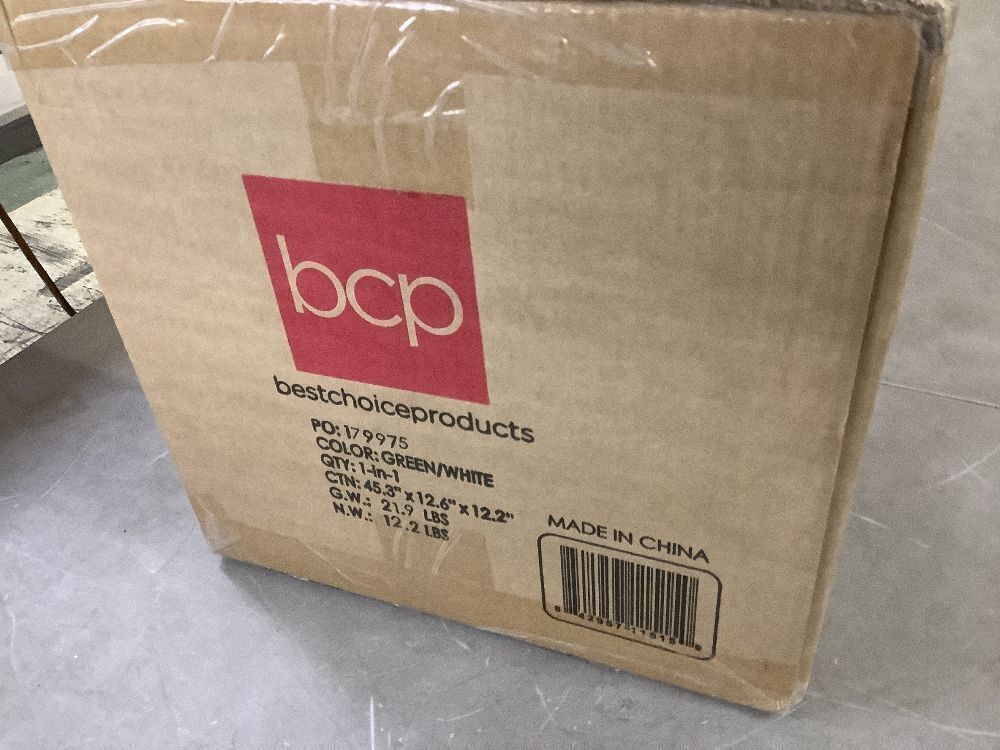 bcp
bestchoiceproducts
PO: 179975
COLOR: GREEN/WHITE
QTY: 1-in-1
CTN: 45.3" x 12.6" x 12.2"
G.W.: 21.9 LBS
N.W.: 12.2 LBS
MADE IN CHINA